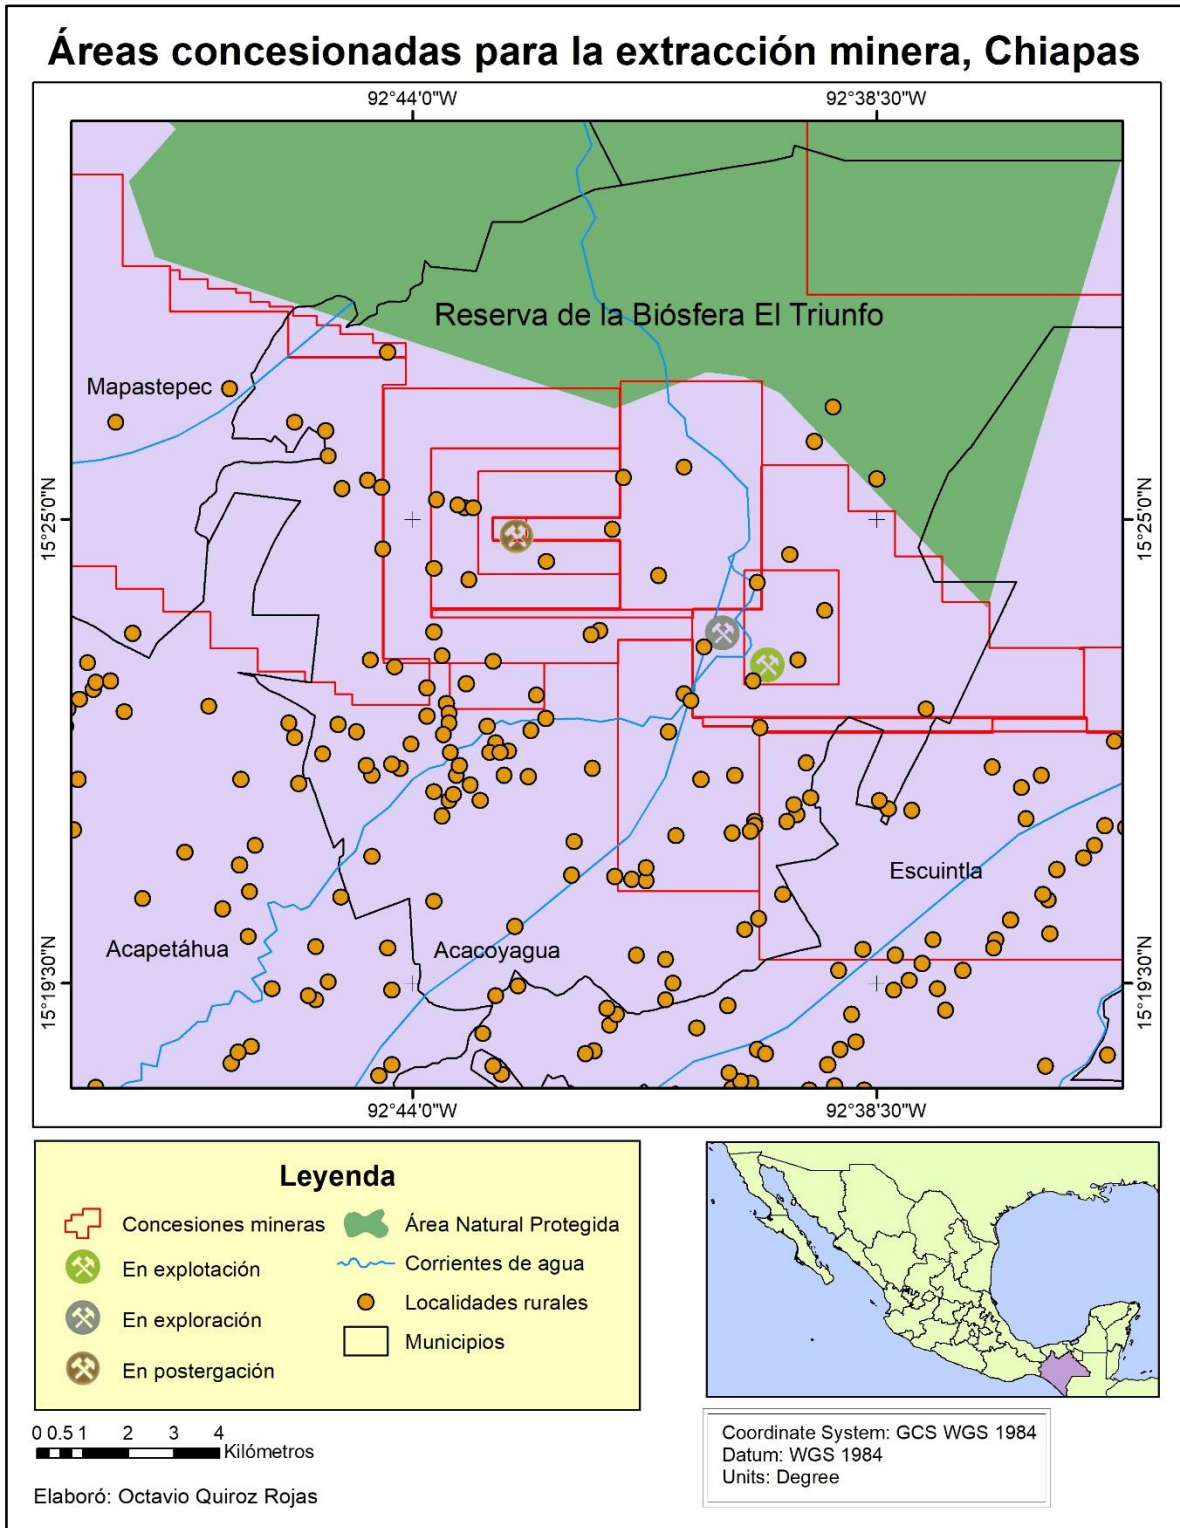 Áreas concesionadas para la extracción minera, Chiapas
92°44'0"W
92°38'30"W
Reserva de la Biósfera El Triunfo
Mapastepec
15°25'0"N
15°25'0"N
Escuintla
Acapetáhua
Acacoyagua
15°19'30"N
15°19'30"N
92°44'0"W
92°38'30"W
Leyenda
Concesiones mineras
En explotación
En exploración
En postergación
Área Natural Protegida
Corrientes de agua
Localidades rurales
Municipios
0 0.5 1 2 3 4
Kilómetros
Elaboró: Octavio Quiroz Rojas
Coordinate System: GCS WGS 1984
Datum: WGS 1984
Units: Degree